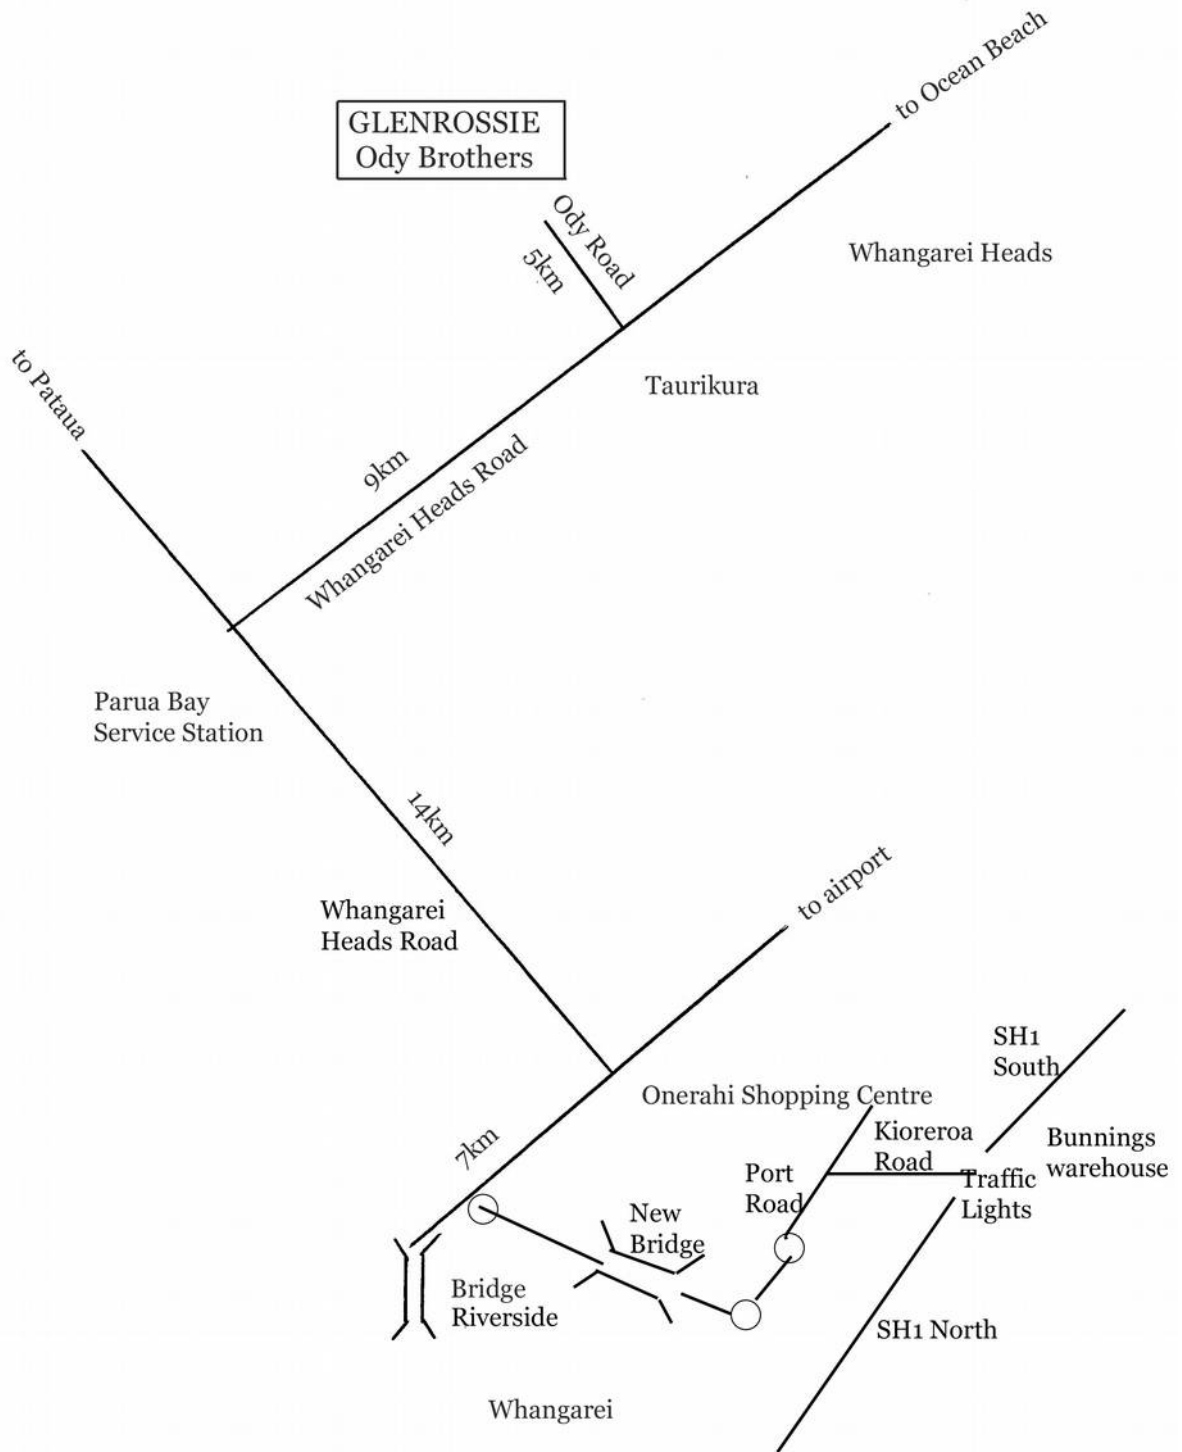 to Ocean Beach
GLENROSSIE
Ody Brothers
Ody Road
5km
Whangarei Heads
to Pataua
Taurikura
9km
Whangarei Heads Road
Parua Bay
Service Station
14km
Whangarei
Heads Road
to airport
SH1
South
Onerahi Shopping Centre
Kioreroa
Road
Bunnings
warehouse
7km
Port
Road
Traffic
Lights
New
Bridge
Bridge
Riverside
SH1 North
Whangarei